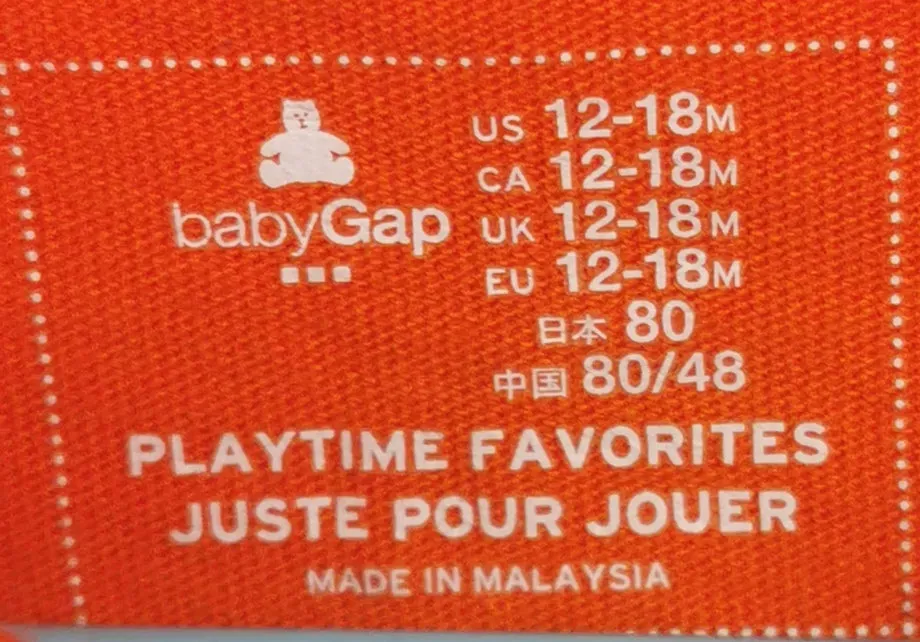 babyGap
US 12-18M
CA 12-18M
UK 12-18M
EU 12-18M
日本 80
中国 80/48
PLAYTIME FAVORITES
JUSTE POUR JOUER
MADE IN MALAYSIA